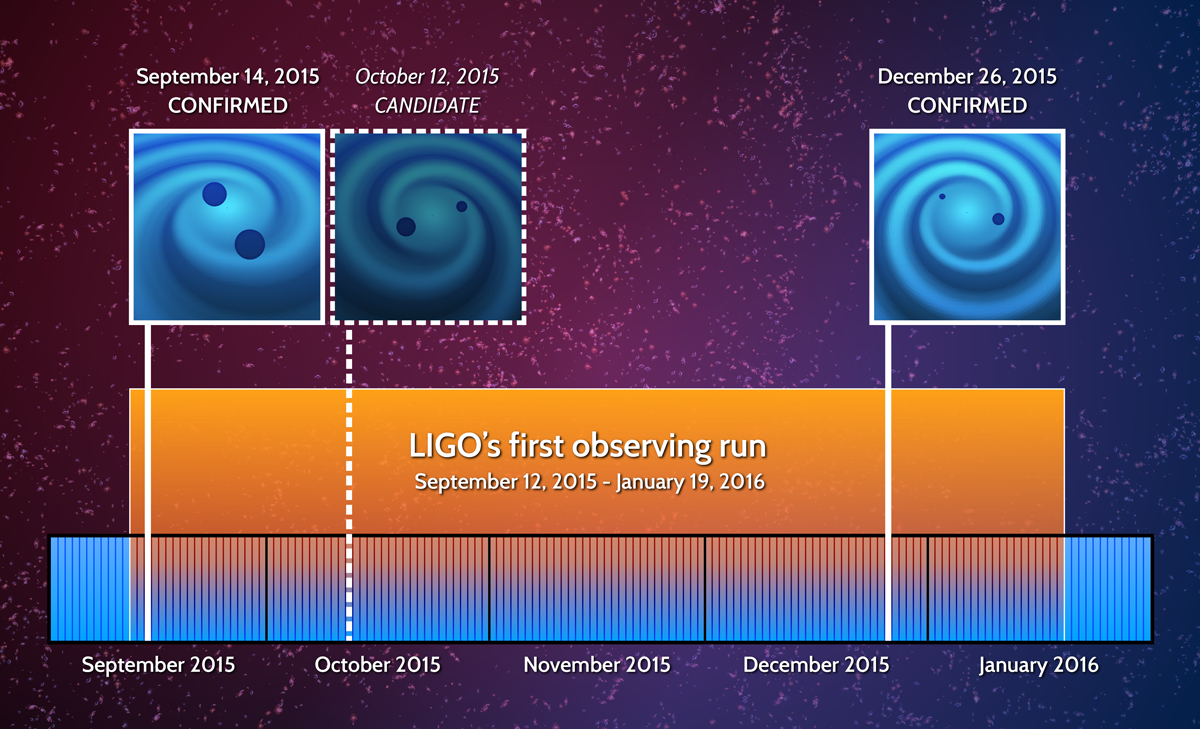 September 14, 2015
CONFIRMED
October 12, 2015
CANDIDATE
December 26, 2015
CONFIRMED
LIGO’s first observing run
September 12, 2015 - January 19, 2016
September 2015
October 2015
November 2015
December 2015
January 2016